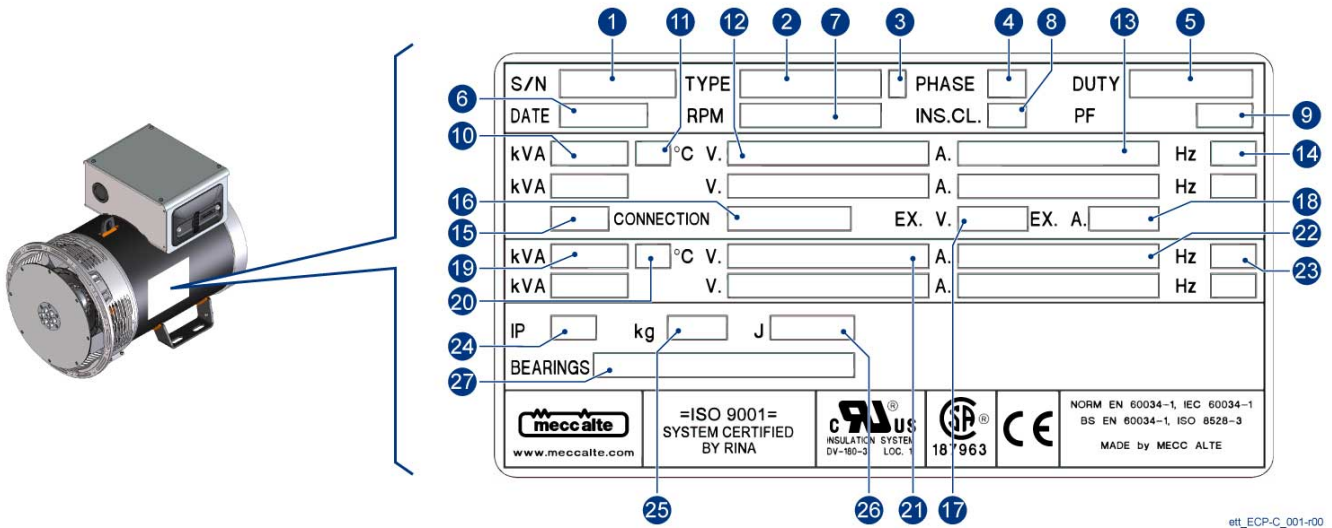 1 11 12 2 7 3 4 8 13 5
S/N TYPE PHASE DUTY
6
DATE RPM INS.CL. PF
9
10
kVA °C V. A. Hz
14
kVA V. A. Hz
16
18
15 CONNECTION EX. V. EX. A.
22
kVA °C V. A. Hz
19 23
20
kVA V. A. Hz
IP kg J
24
BEARINGS
27
mecc alte
www.meccalte.com
=ISO 9001=
SYSTEM CERTIFIED
BY RINA
C RU US ®
INSULATION SYSTEM
DV-180-3 LOC. 1
SA ®
187963
CE
NORM EN 60034-1, IEC 60034-1
BS EN 60034-1, ISO 8528-3
MADE by MECC ALTE
25 26 21 17
ett_ECP-C_001-r00